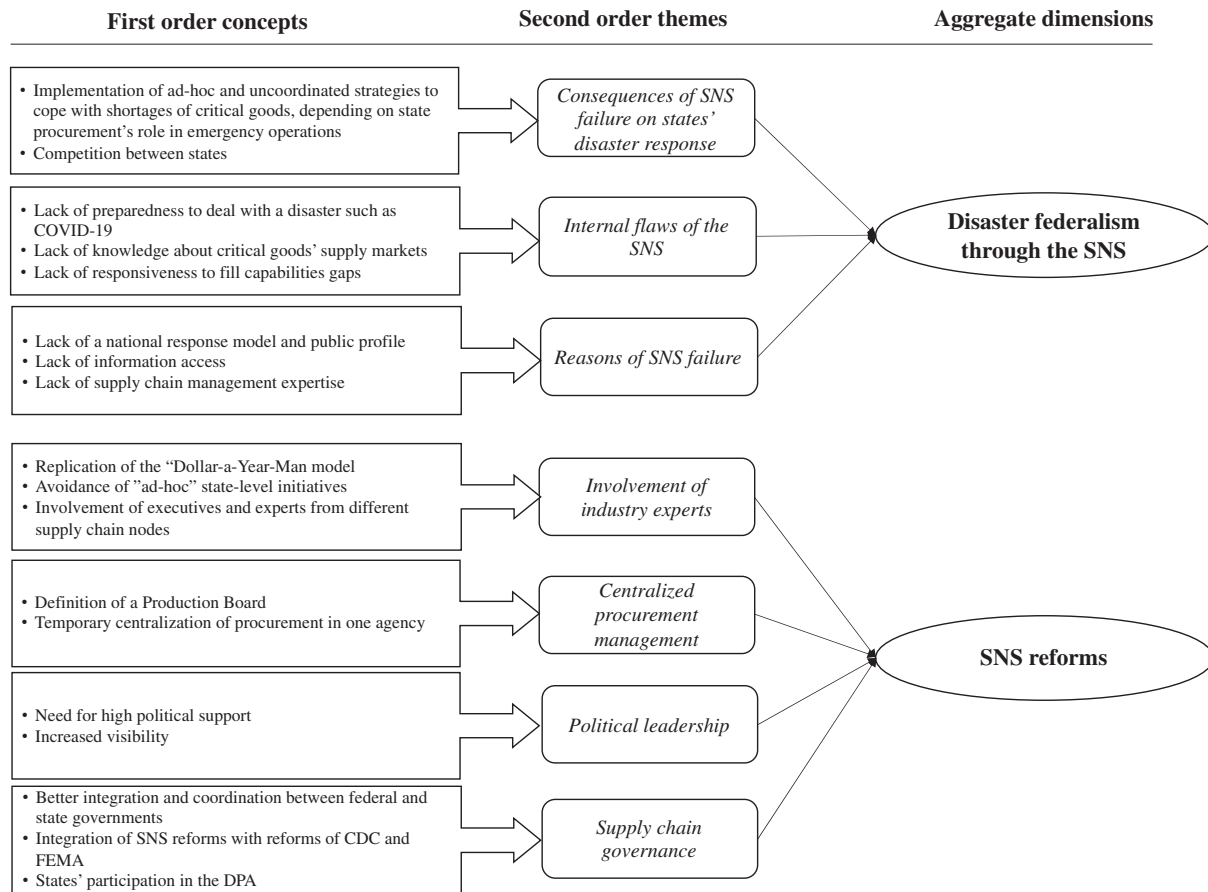 First order concepts
Second order themes
Aggregate dimensions
• Implementation of ad-hoc and uncoordinated strategies to
cope with shortages of critical goods, depending on state
procurement's role in emergency operations
• Competition between states
Consequences of SNS
failure on states'
disaster response
• Lack of preparedness to deal with a disaster such as
COVID-19
• Lack of knowledge about critical goods' supply markets
• Lack of responsiveness to fill capabilities gaps
Internal flaws of the
SNS
Disaster federalism
through the SNS
• Lack of a national response model and public profile
• Lack of information access
• Lack of supply chain management expertise
Reasons of SNS failure
• Replication of the “Dollar-a-Year-Man model
• Avoidance of ”ad-hoc” state-level initiatives
• Involvement of executives and experts from different
supply chain nodes
Involvement of
industry experts
• Definition of a Production Board
• Temporary centralization of procurement in one agency
Centralized
procurement
management
SNS reforms
• Need for high political support
• Increased visibility
Political leadership
• Better integration and coordination between federal and
state governments
• Integration of SNS reforms with reforms of CDC and
FEMA
• States' participation in the DPA
Supply chain
governance